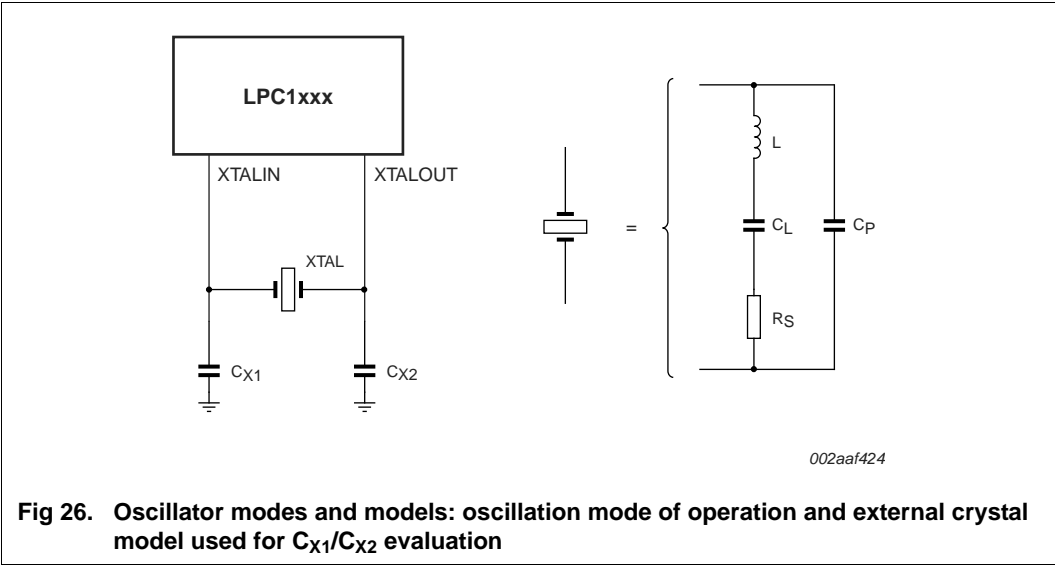 LPC1xxx
XTALIN
XTALOUT
XTAL
CX1
CX2
=
L
CL
CP
RS
002aaf424
Fig 26. Oscillator modes and models: oscillation mode of operation and external crystal
model used for CX1/CX2 evaluation